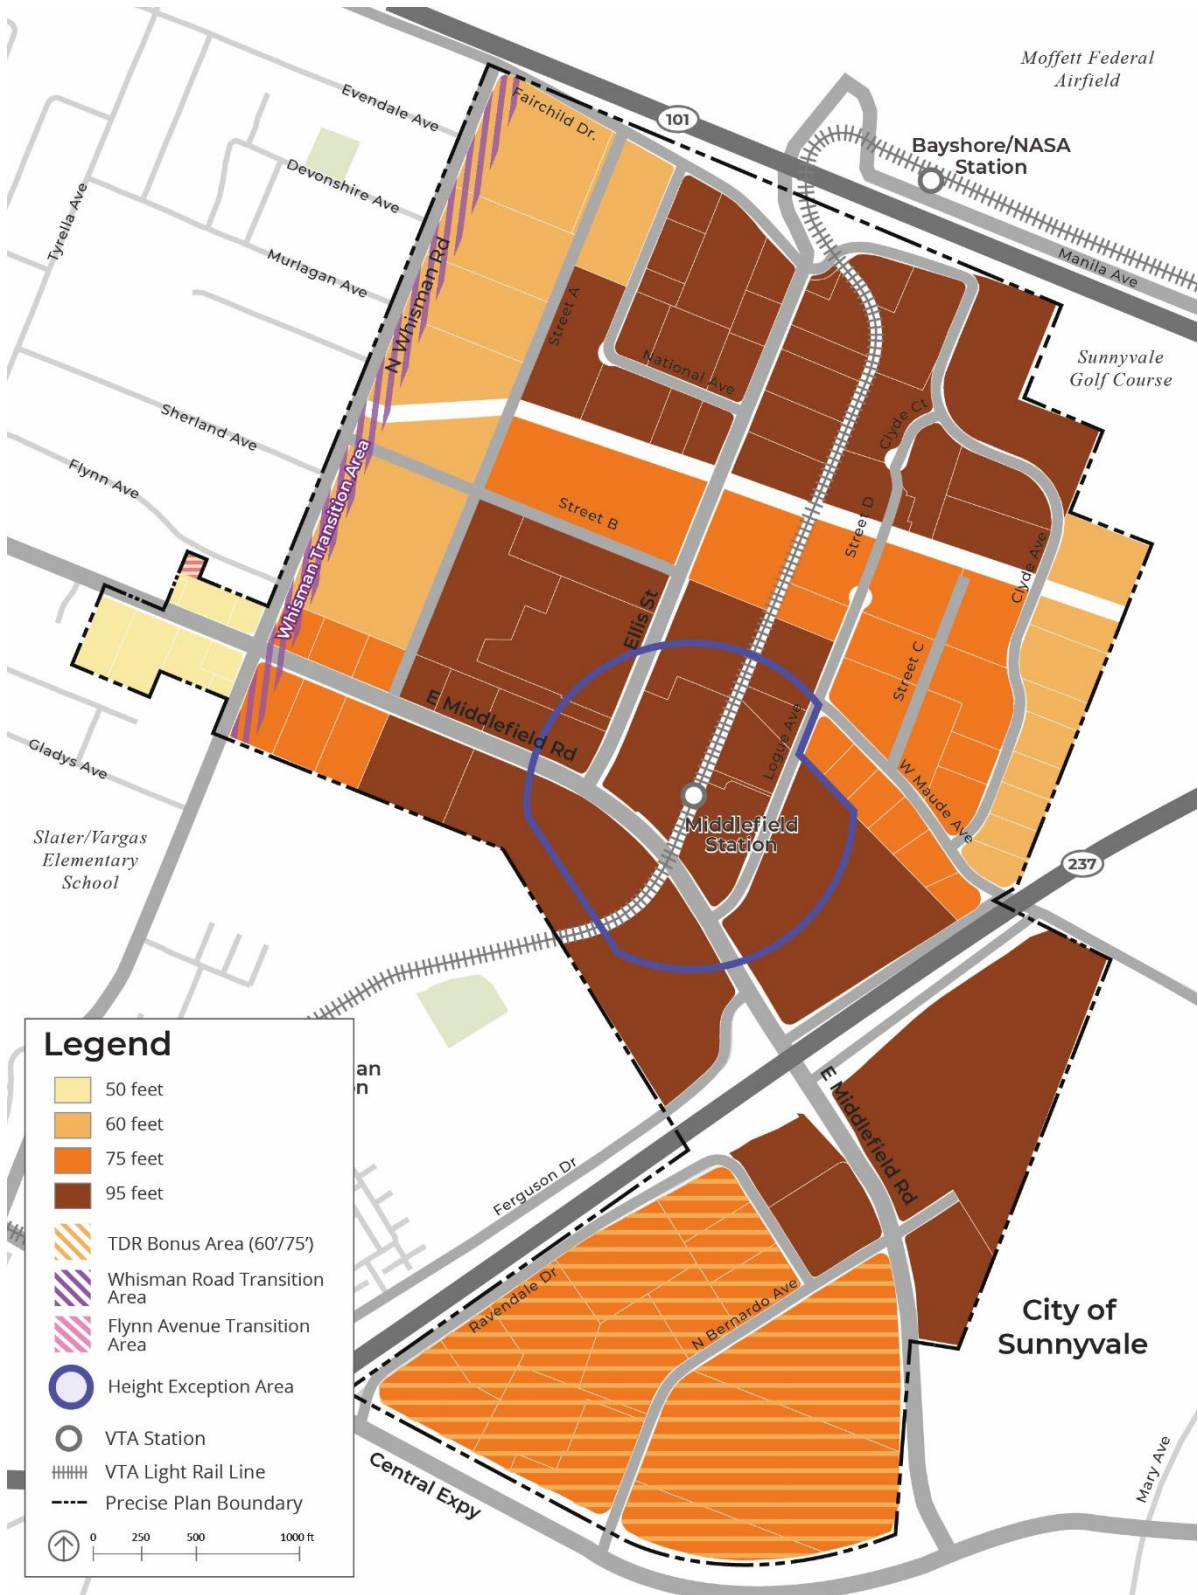 Moffett Federal
Airfield
Evendale Ave
Fairchild Dr.
101
Bayshore/NASA
Station
Devonshire Ave
Tyrella Ave
Murlagan Ave
Manila Ave
N Whisman Rd
Street A
National Ave
Sunnyvale
Golf Course
Sherland Ave
Clyde Ct
Flynn Ave
Whisman Transition Area
Street B
Street D
Clyde Ave
Ellis St
Street C
E Middlefield Rd
Logue Ave
Gladys Ave
W Maude Ave
Middlefield
Station
Slater/Vargas
Elementary
School
237
an
n
E Middlefield Rd
Ferguson Dr
Ravendale Dr
N Bernardo Ave
City of
Sunnyvale
Central Expy
Mary Ave
Legend
50 feet
60 feet
75 feet
95 feet
TDR Bonus Area (60'/75')
Whisman Road Transition
Area
Flynn Avenue Transition
Area
Height Exception Area
VTA Station
VTA Light Rail Line
Precise Plan Boundary
0 250 500 1000 ft